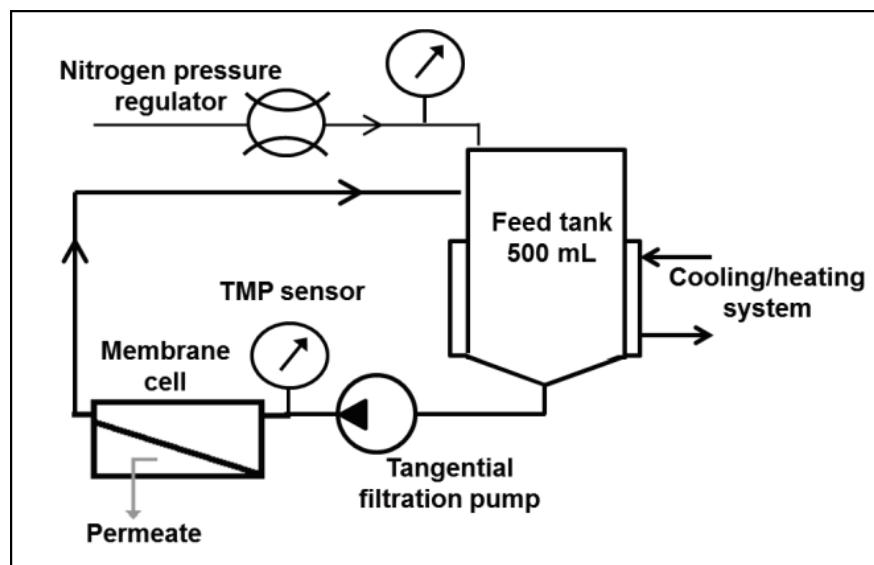 Nitrogen pressure
regulator
Feed tank
500 mL
Cooling/heating
system
TMP sensor
Membrane
cell
Tangential
filtration pump
Permeate